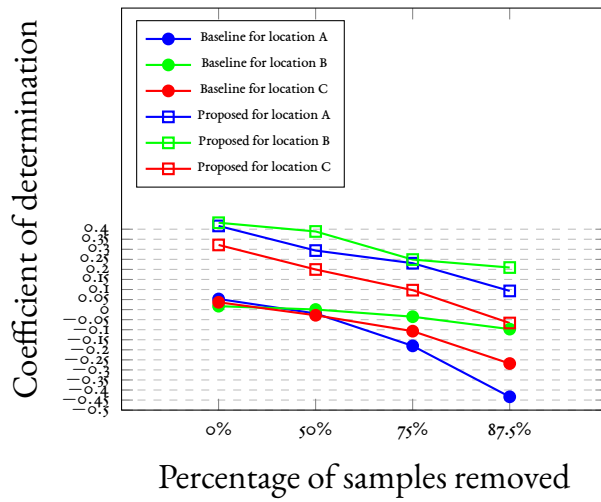 Baseline for location A
Baseline for location B
Baseline for location C
Proposed for location A
Proposed for location B
Proposed for location C
Coefficient of determination
0.4
0.35
0.3
0.25
0.2
0.15
0.1
0.05
0
−0.05
−0.1
−0.15
−0.2
−0.25
−0.3
−0.35
−0.4
−0.45
−0.5
0% 50% 75% 87.5%
Percentage of samples removed